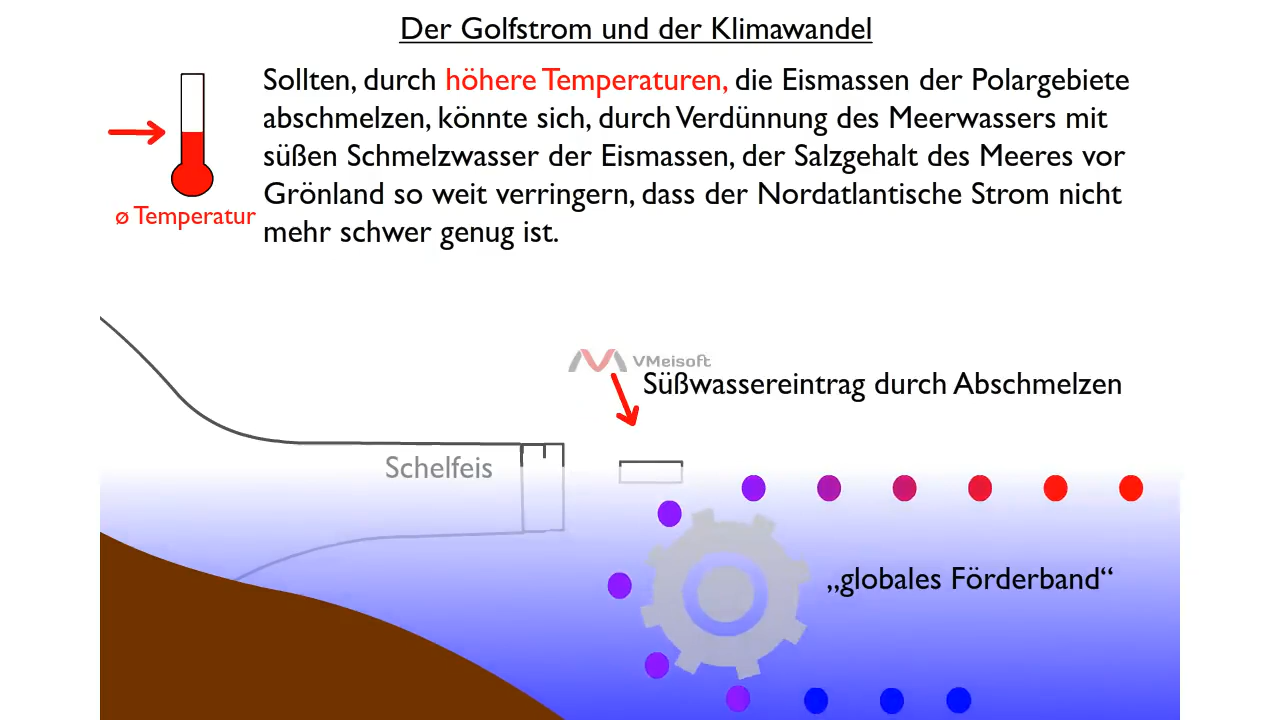 Der Golfstrom und der Klimawandel
Sollten, durch höhere Temperaturen, die Eismassen der Polargebiete
abschmelzen, könnte sich, durch Verdünnung des Meerwassers mit
süßen Schmelzwasser der Eismassen, der Salzgehalt des Meeres vor
Grönland so weit verringern, dass der Nordatlantische Strom nicht
mehr schwer genug ist.
ø Temperatur
VMeisoft
Süßwassereintrag durch Abschmelzen
Schelfeis
„globales Förderband“